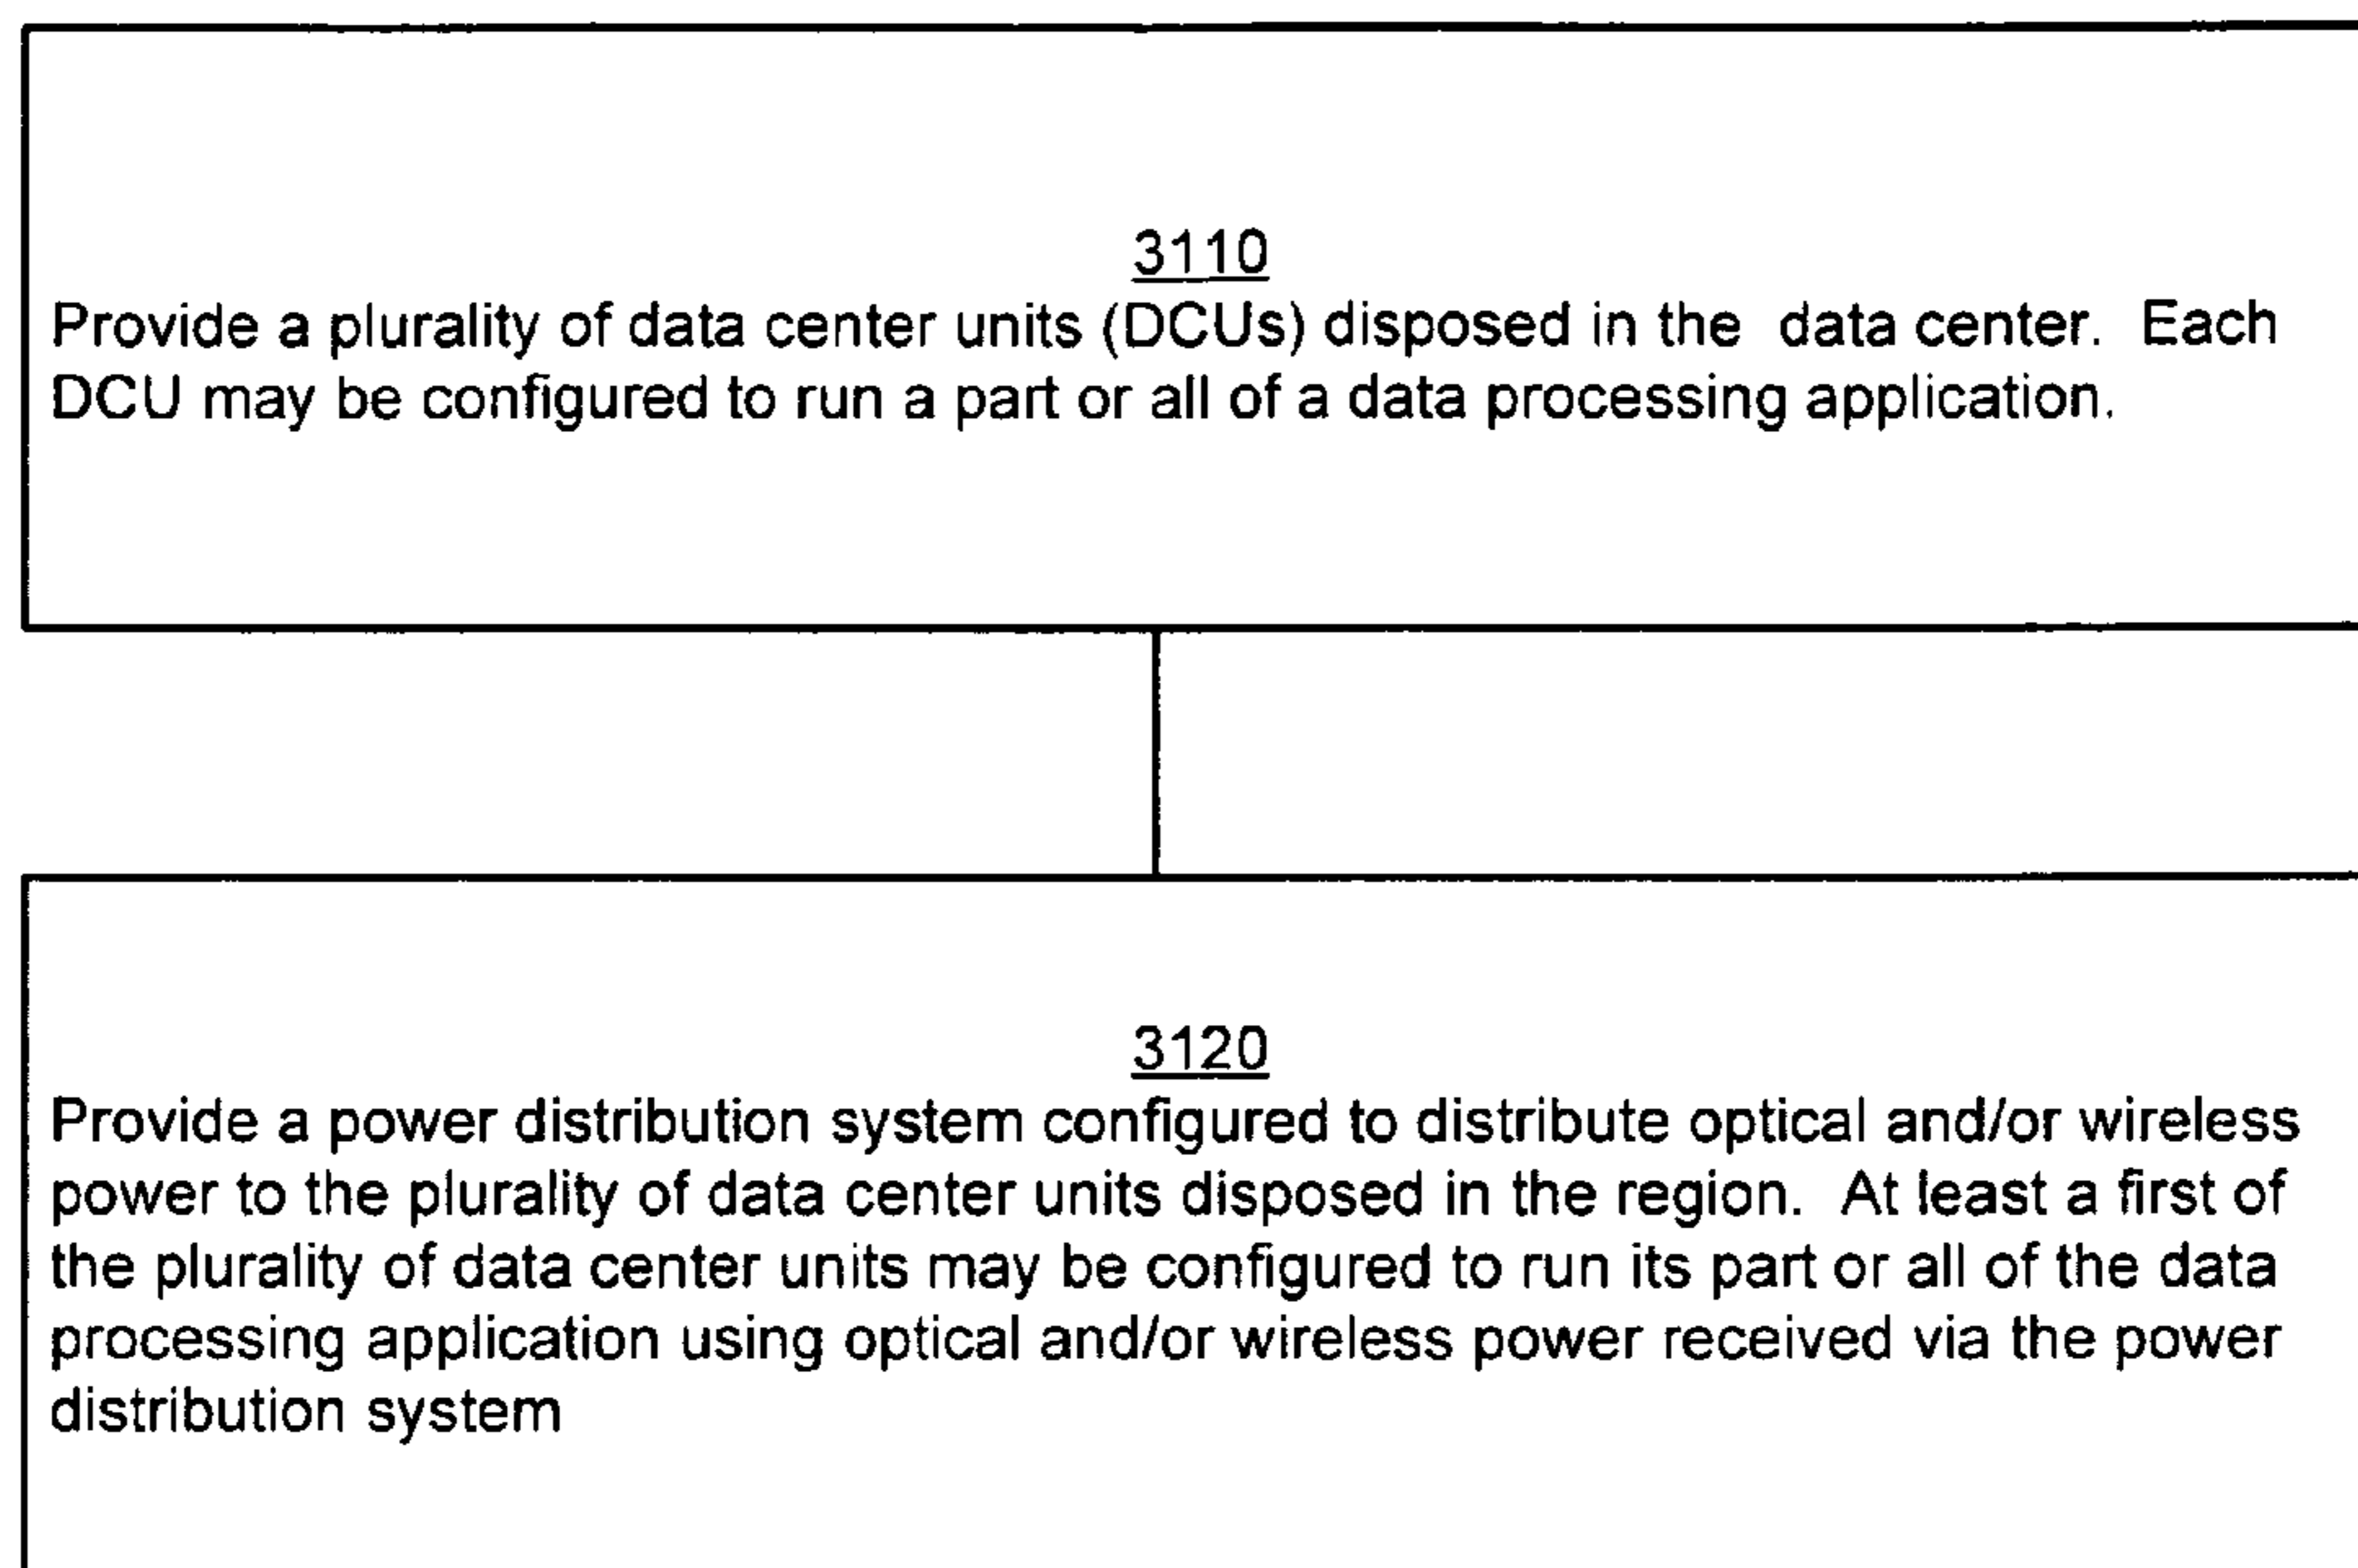 3110
Provide a plurality of data center units (DCUs) disposed in the data center. Each
DCU may be configured to run a part or all of a data processing application.
3120
Provide a power distribution system configured to distribute optical and/or wireless
power to the plurality of data center units disposed in the region. At least a first of
the plurality of data center units may be configured to run its part or all of the data
processing application using optical and/or wireless power received via the power
distribution system